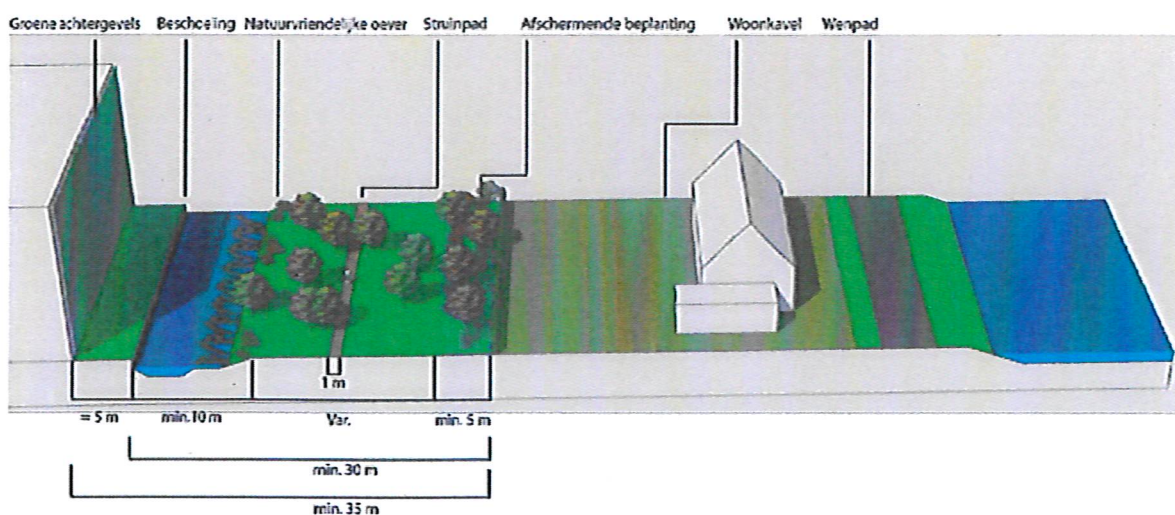 Groene achtergevels Beschoeiing Natuurvriendelijke oever Struinpad Afschermende beplanting Woonkavel Wenpad
1 m
= 5 m min. 10 m Var. min. 5 m
min. 30 m
min. 35 m